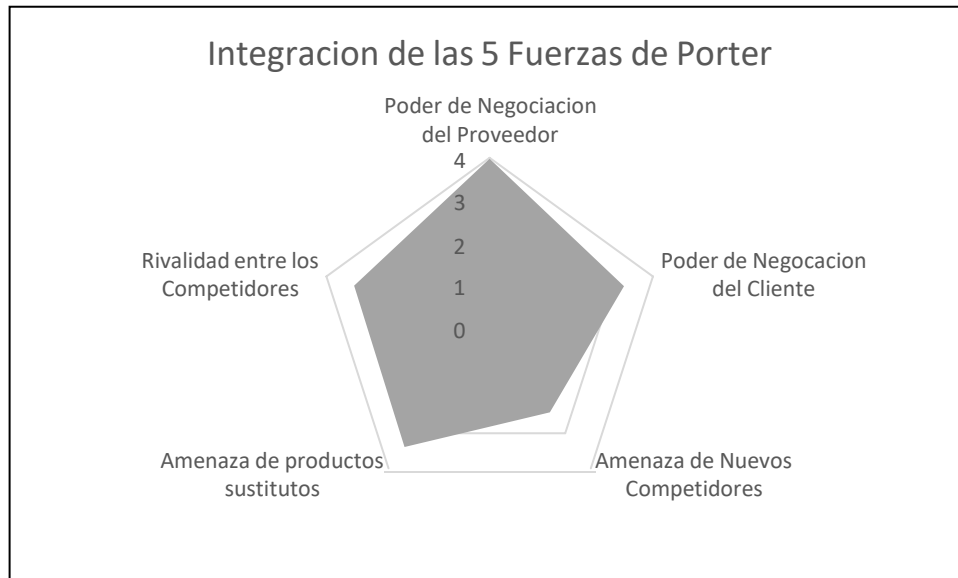 Integracion de las 5 Fuerzas de Porter
Poder de Negociacion
del Proveedor
4
3
2
1
0
Rivalidad entre los
Competidores
Poder de Negocacion
del Cliente
Amenaza de productos
sustitutos
Amenaza de Nuevos
Competidores